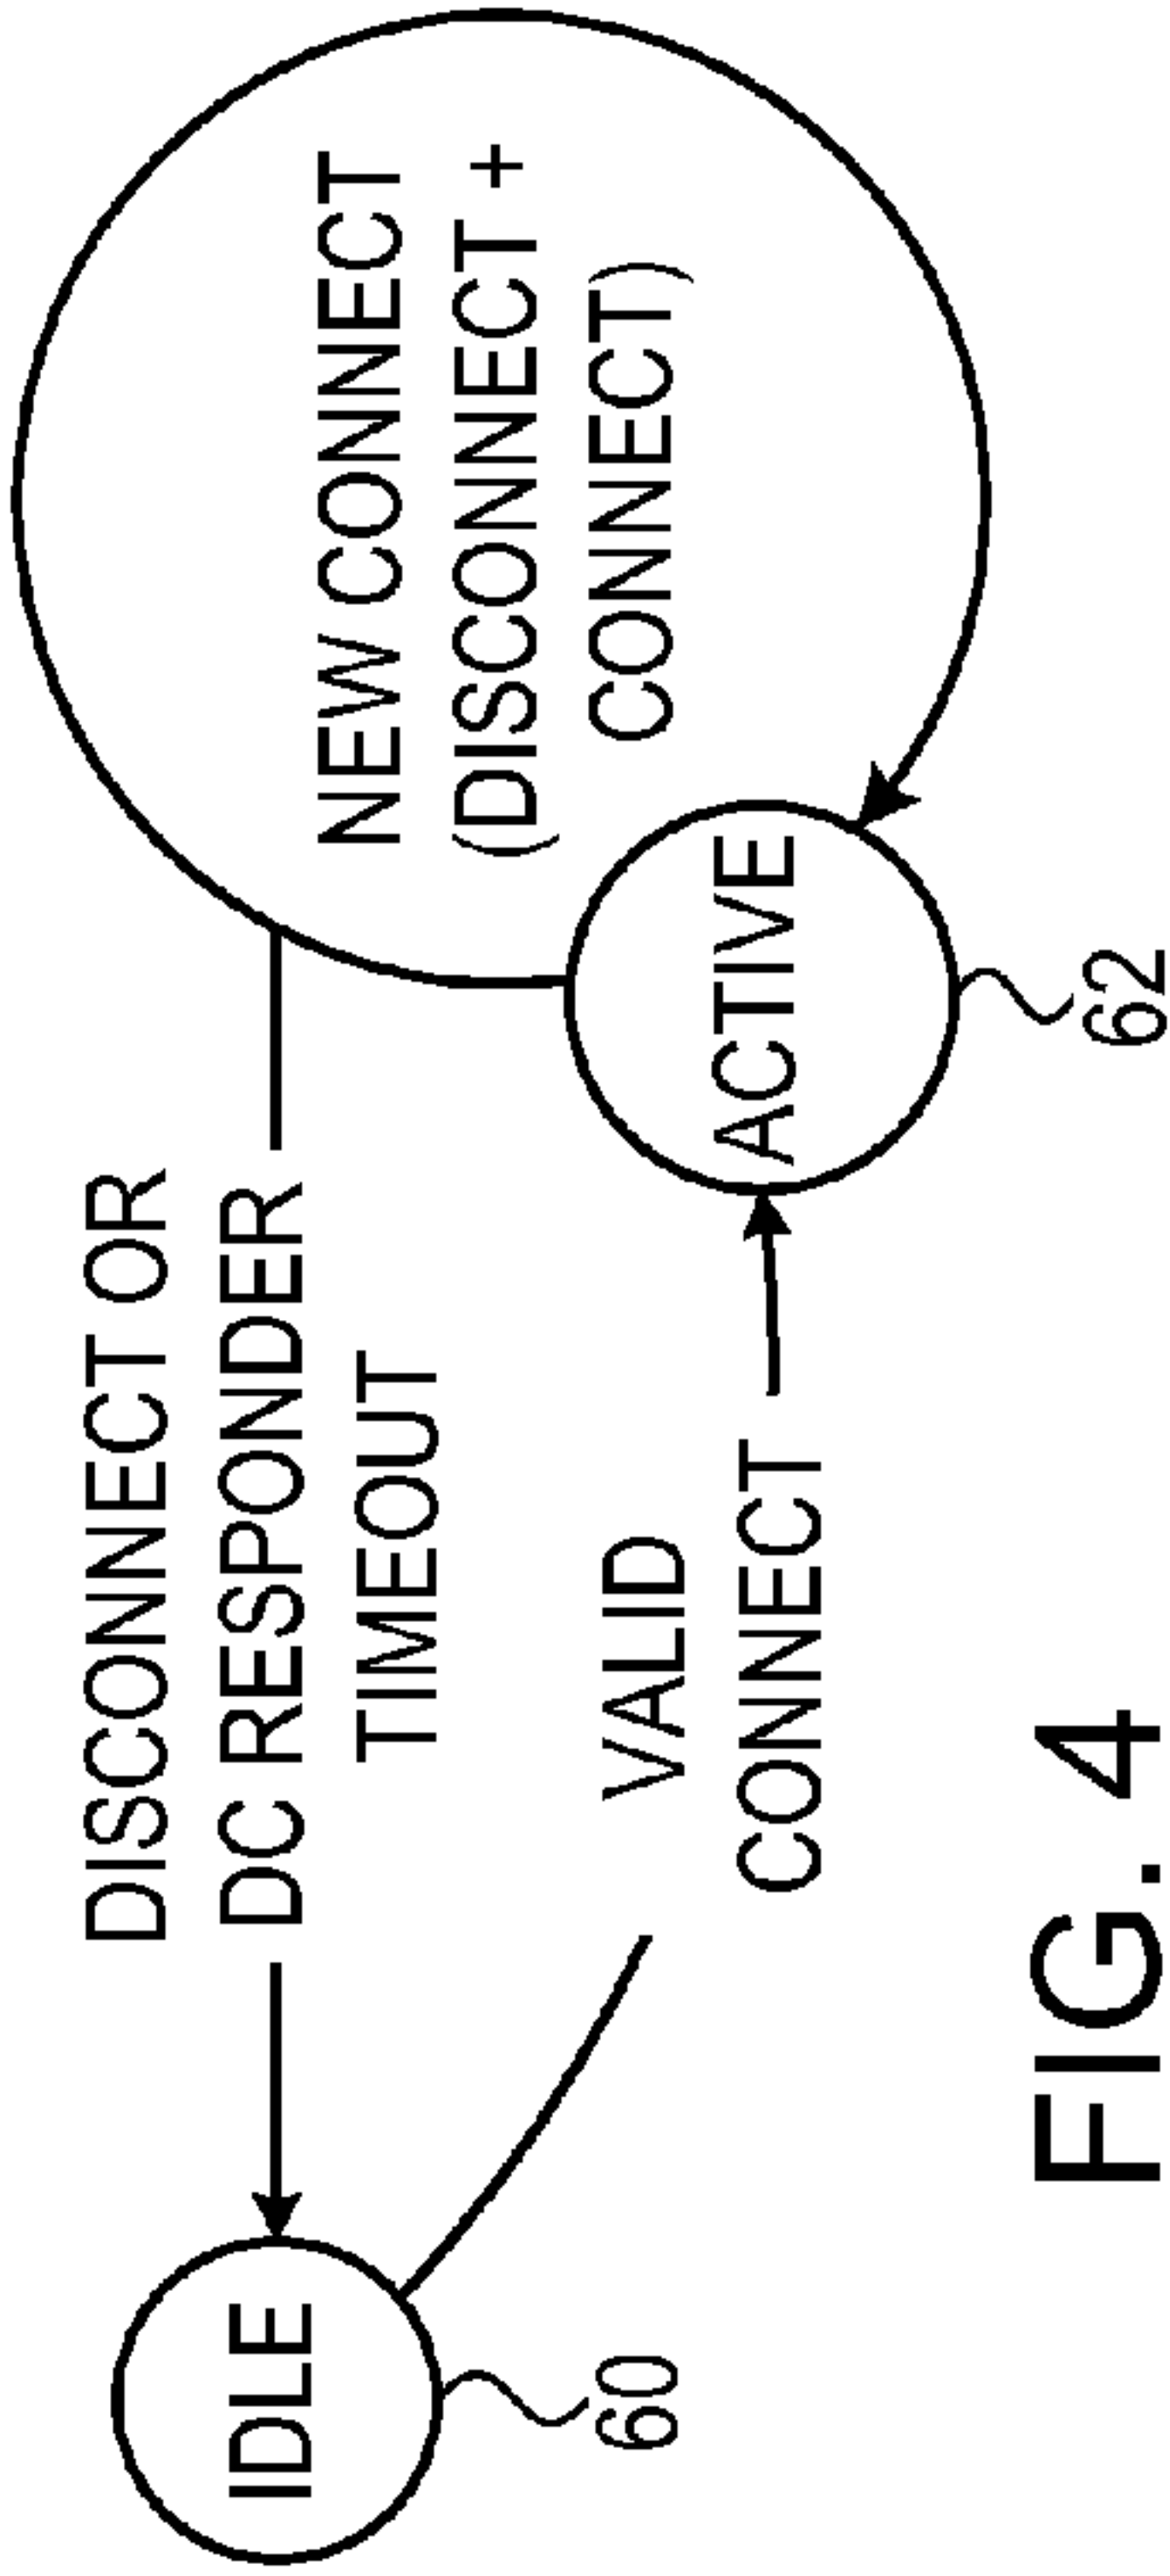 DISCONNECT OR
DC RESPONDER
TIMEOUT
NEW CONNECT
(DISCONNECT +
CONNECT)
IDLE
60
VALID
CONNECT
ACTIVE
62
FIG. 4